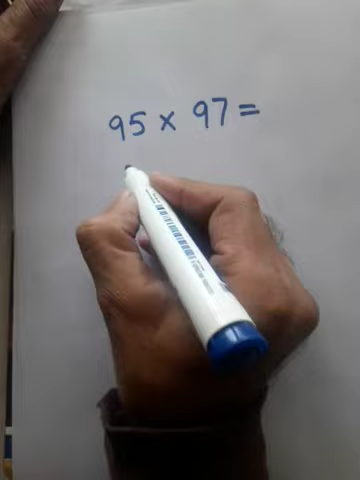 95 × 97 =